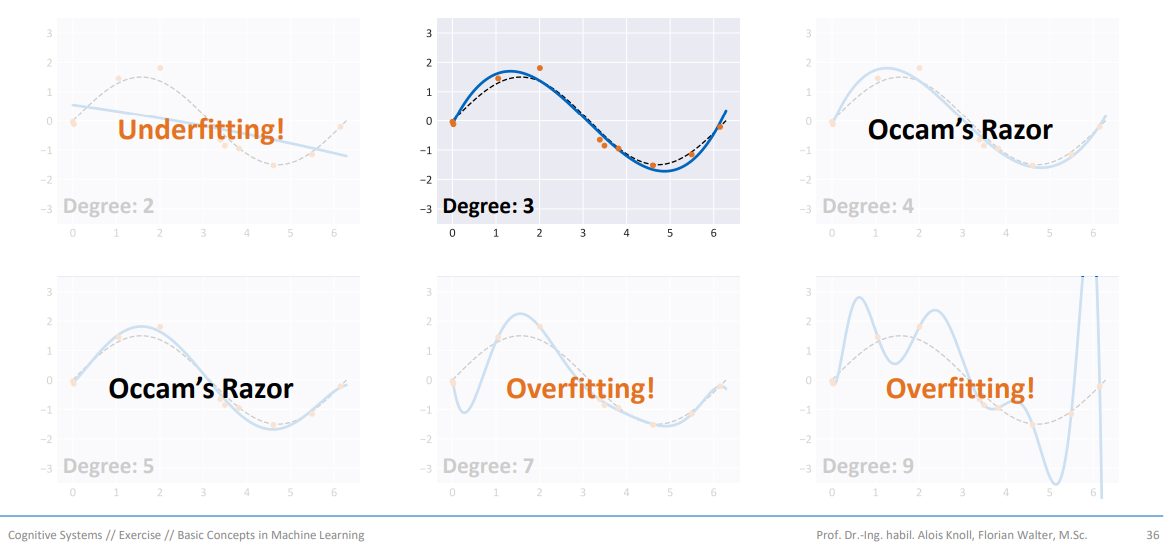 3
2
1
0
−1
−2
−3
Underfitting!
Degree: 2
0 1 2 3 4 5 6
3
2
1
0
−1
−2
−3
Degree: 3
0 1 2 3 4 5 6
3
2
1
0
−1
−2
−3
Occam’s Razor
Degree: 4
0 1 2 3 4 5 6
3
2
1
0
−1
−2
−3
Occam’s Razor
Degree: 5
0 1 2 3 4 5 6
3
2
1
0
−1
−2
−3
Overfitting!
Degree: 7
0 1 2 3 4 5 6
3
2
1
0
−1
−2
−3
Overfitting!
Degree: 9
0 1 2 3 4 5 6
Cognitive Systems // Exercise // Basic Concepts in Machine Learning
Prof. Dr.-Ing. habil. Alois Knoll, Florian Walter, M.Sc.
36